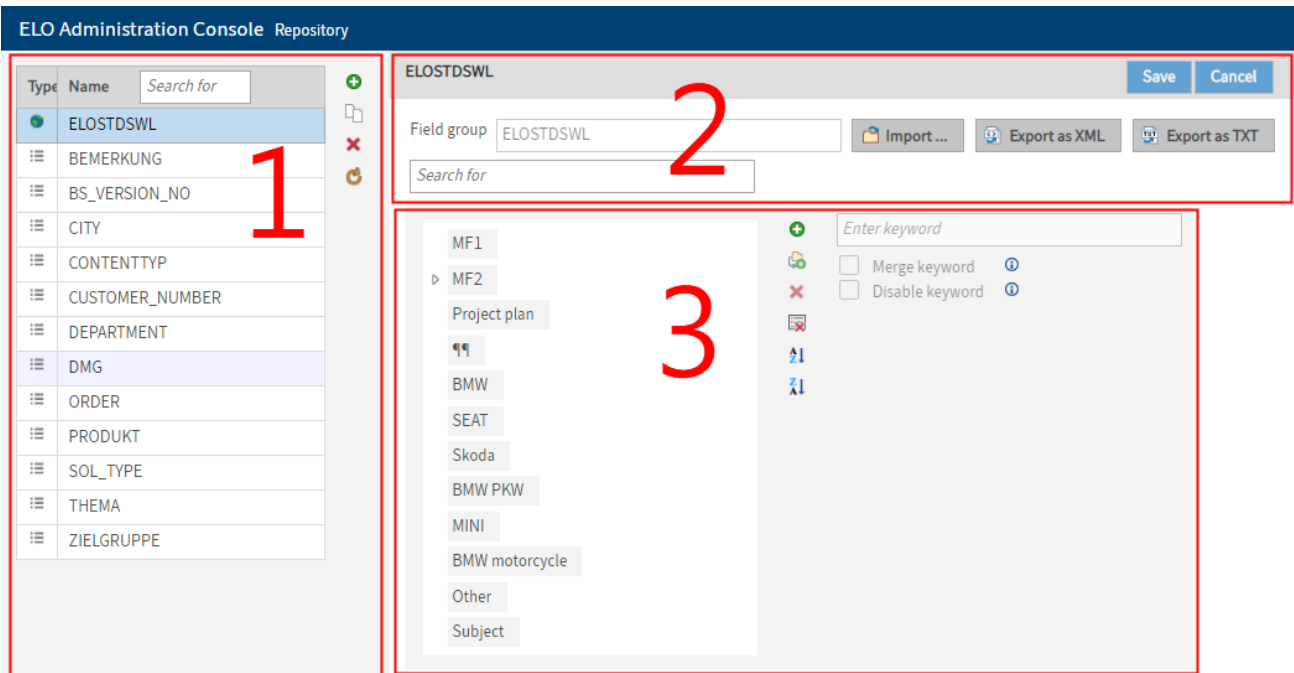 ELO Administration Console Repository
Type Name Search for
ELOSTDSWL
BEMERKUNG
BS_VERSION_NO
CITY
CONTENTTYP
CUSTOMER_NUMBER
DEPARTMENT
DMG
ORDER
PRODUKT
SOL_TYPE
THEMA
ZIELGRUPPE
1
ELOSTDSWL Save Cancel
Field group ELOSTDSWL Import ... Export as XML Export as TXT
Search for
2
MF1
MF2
Project plan
¶¶
BMW
SEAT
Skoda
BMW PKW
MINI
BMW motorcycle
Other
Subject
3
Enter keyword
Merge keyword
Disable keyword